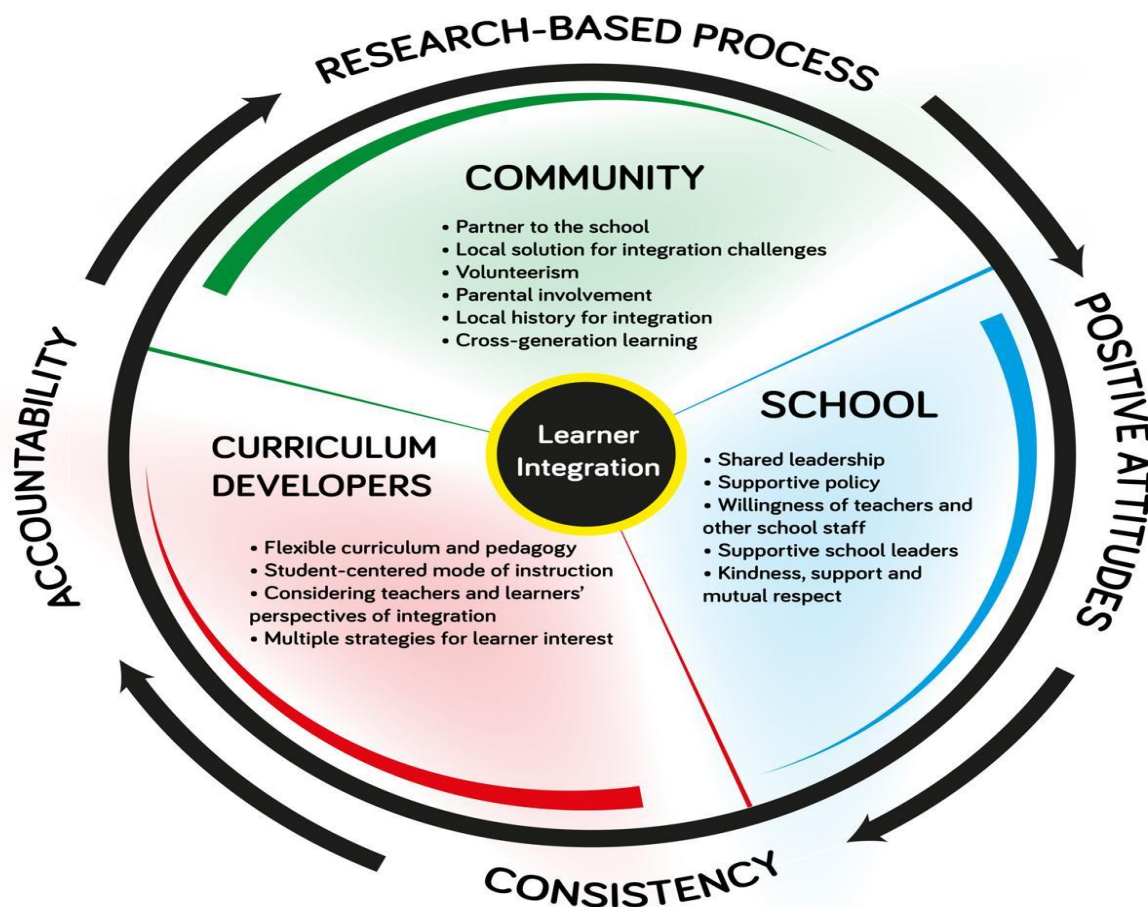 RESEARCH-BASED PROCESS
COMMUNITY
• Partner to the school
• Local solution for integration challenges
• Volunteerism
• Parental involvement
• Local history for integration
• Cross-generation learning
POSITIVE ATTITUDES
SCHOOL
• Shared leadership
• Supportive policy
• Willingness of teachers and
other school staff
• Supportive school leaders
• Kindness, support and
mutual respect
Learner
Integration
CURRICULUM
DEVELOPERS
• Flexible curriculum and pedagogy
• Student-centered mode of instruction
• Considering teachers and learners’
perspectives of integration
• Multiple strategies for learner interest
CONSISTENCY
ACCOUNTABILITY